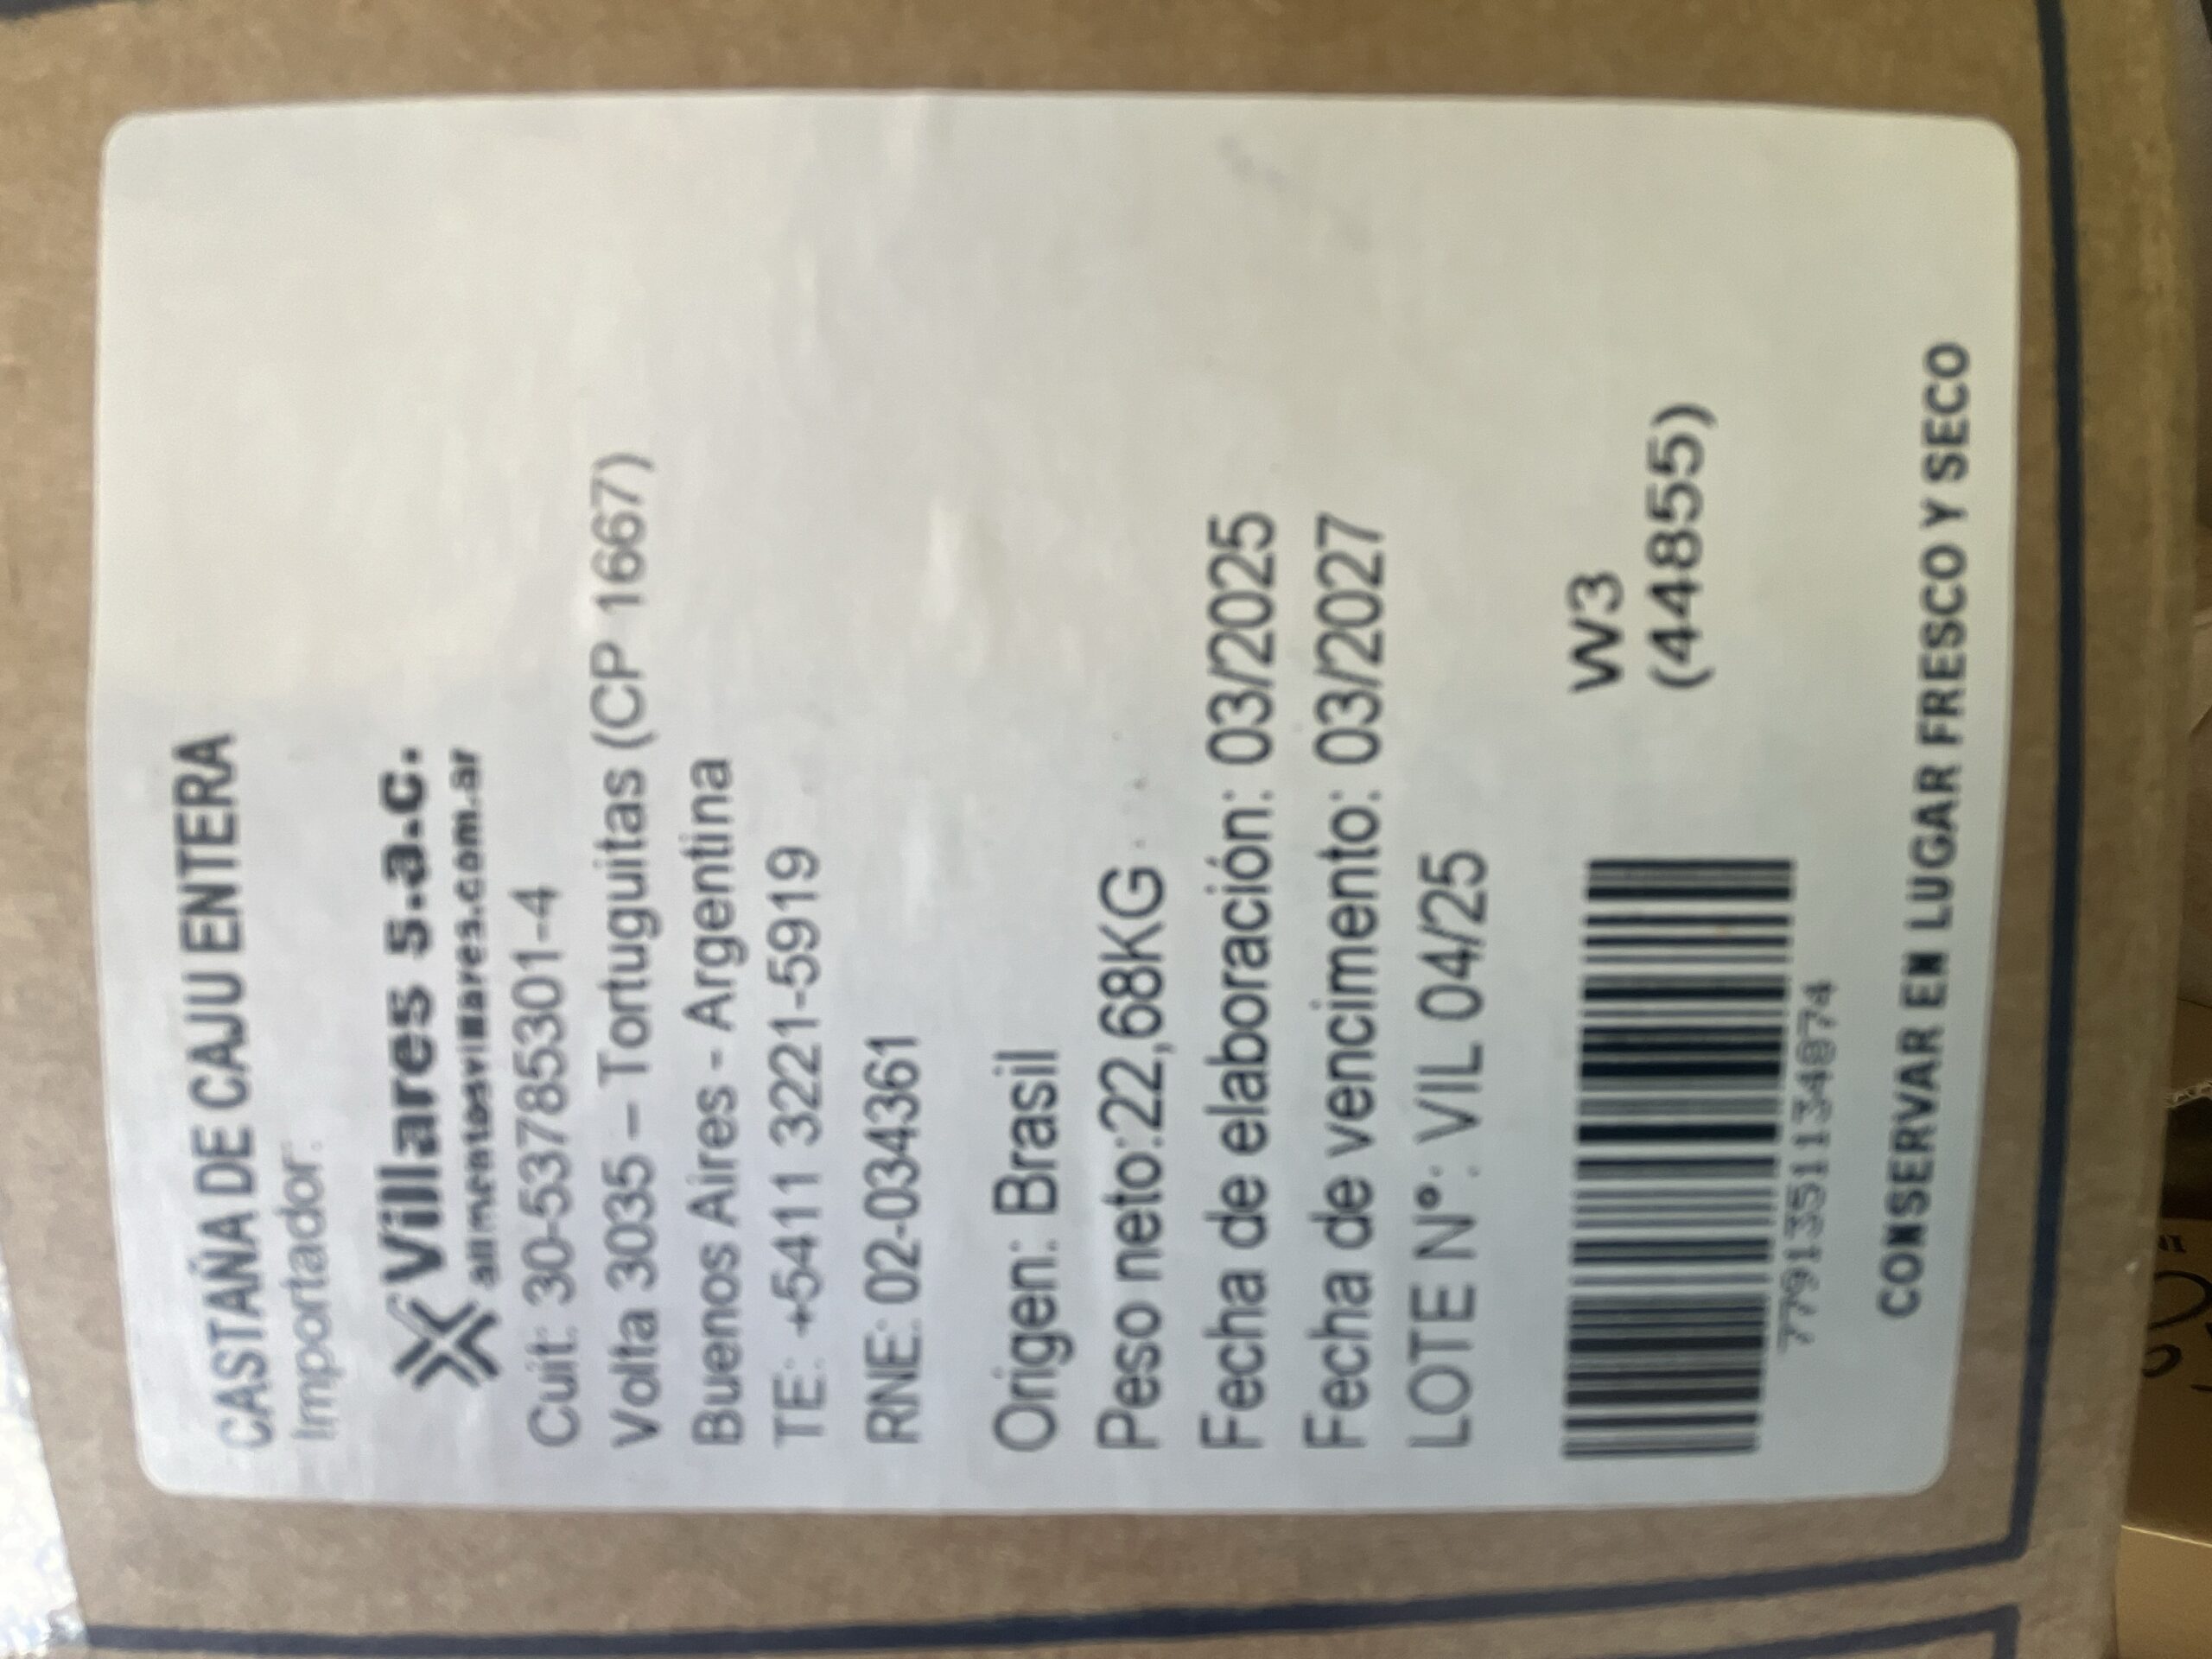 CASTAÑA DE CAJU ENTERA
Importador:
Villares s.a.c.
alimentosvillares.com.ar
Cuit: 30-53785301-4
Volta 3035 – Tortuguitas (CP 1667)
Buenos Aires - Argentina
TE: +5411 3221-5919
RNE: 02-034361
Origen: Brasil
Peso neto:22,68KG
Fecha de elaboración: 03/2025
Fecha de vencimento: 03/2027
LOTE N°: VIL 04/25
W3
(44855)
7791351134874
CONSERVAR EN LUGAR FRESCO Y SECO